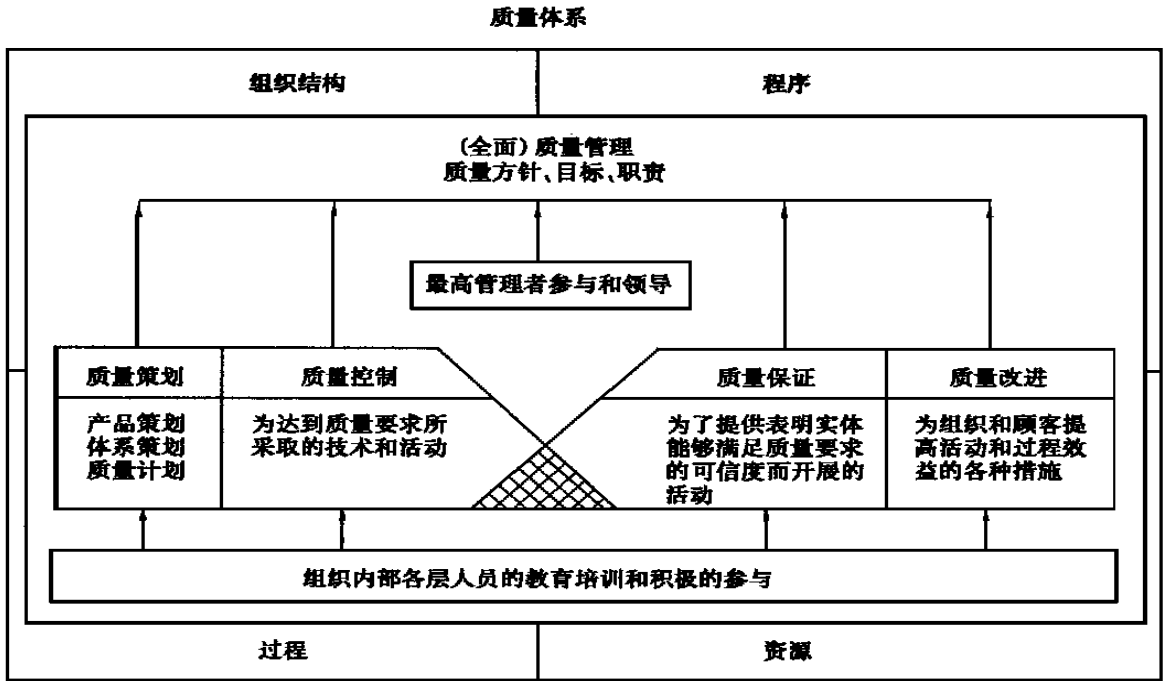 质量体系
组织结构
程序
(全面)质量管理
质量方针、目标、职责
最高管理者参与和领导
质量策划
质量控制
质量保证
质量改进
产品策划
体系策划
质量计划
为达到质量要求所
采取的技术和活动
为了提供表明实体
能够满足质量要求
的可信度而开展的
活动
为组织和顾客提
高活动和过程效
益的各种措施
组织内部各层人员的教育培训和积极的参与
过程
资源